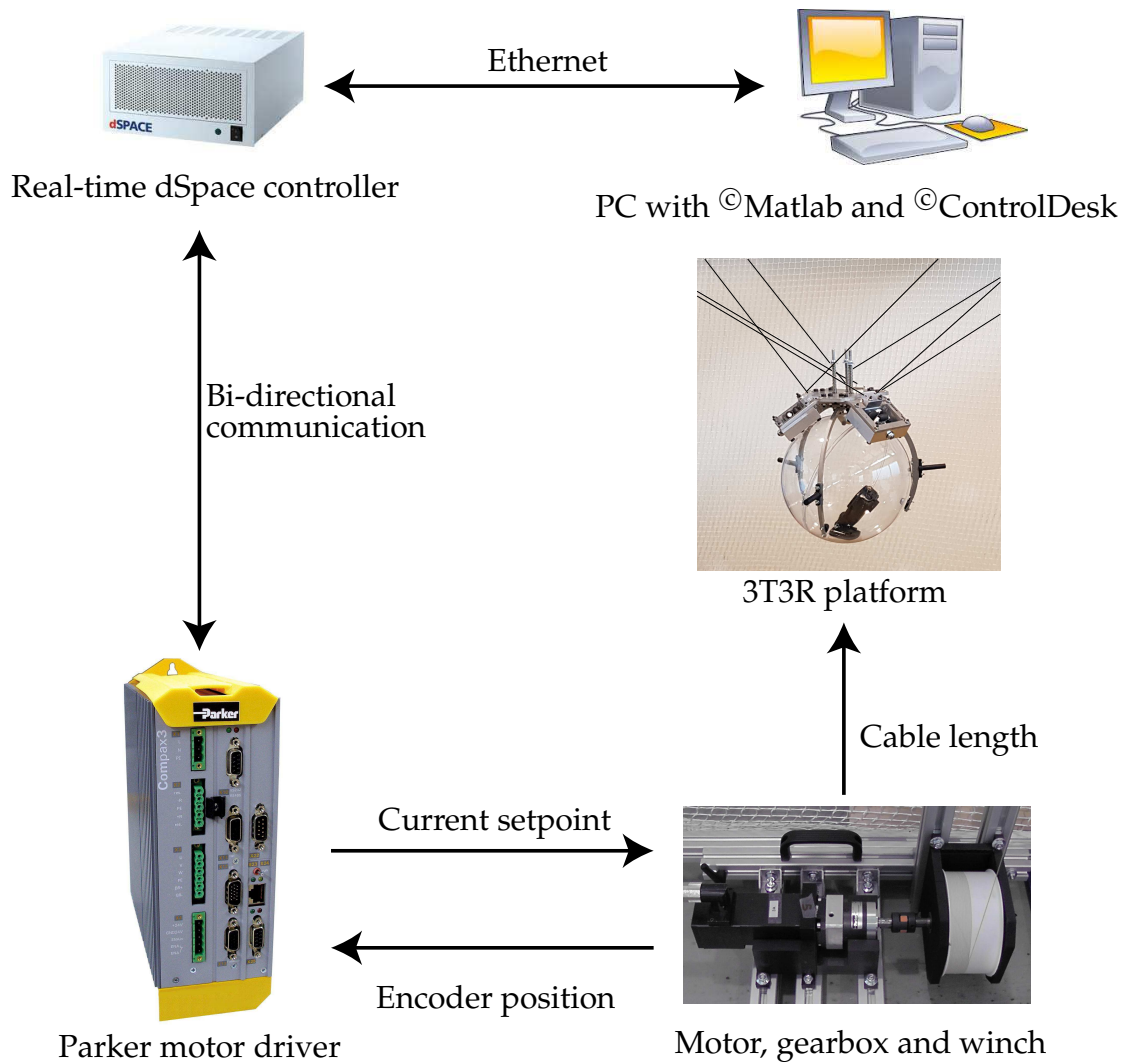 Ethernet
dSPACE
Real-time dSpace controller
PC with ©Matlab and ©ControlDesk
Bi-directional
communication
3T3R platform
Parker
Compax3
Cable length
Current setpoint
Encoder position
Parker motor driver
Motor, gearbox and winch